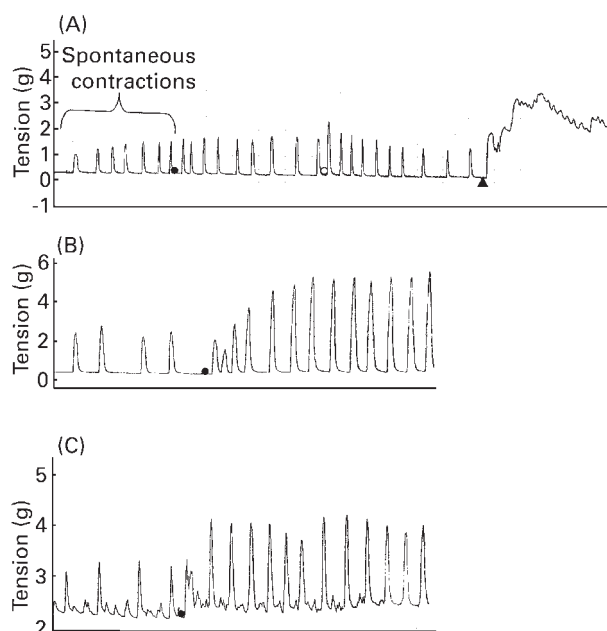 (A)
Spontaneous
contractions
Tension (g)
5
4
3
2
1
0
-1
(B)
Tension (g)
6
4
2
0
(C)
Tension (g)
5
4
3
2